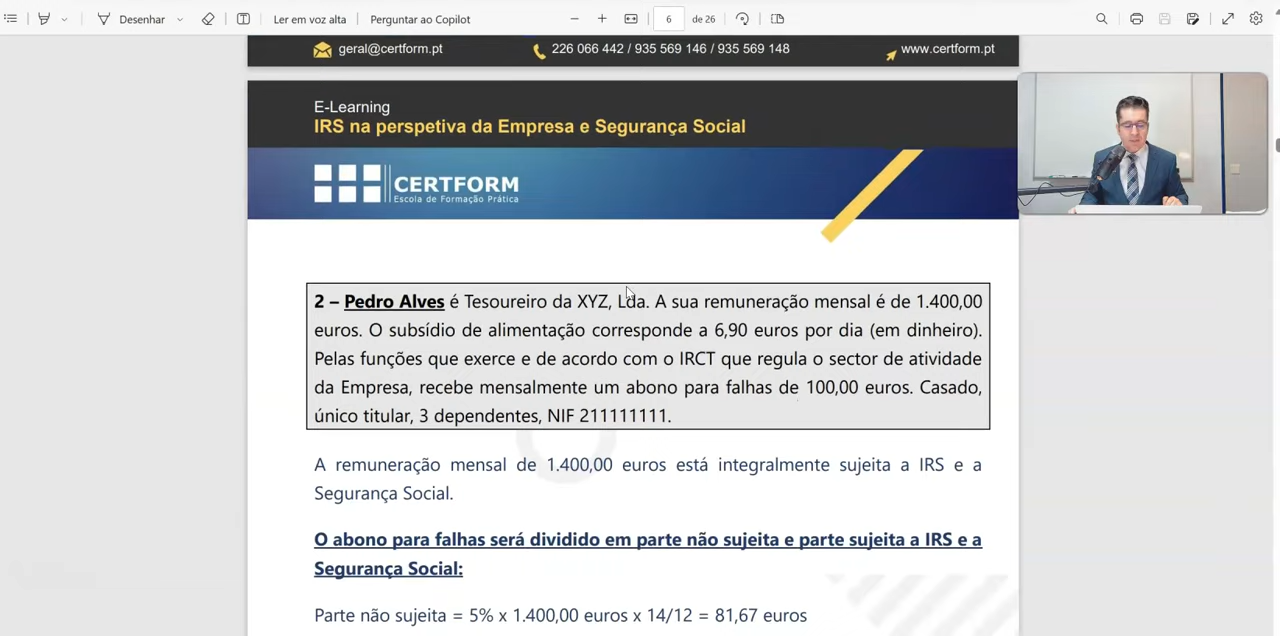 Desenhar
Ler em voz alta
Perguntar ao Copilot
6 de 26
geral@certform.pt
226 066 442 / 935 569 146 / 935 569 148
www.certform.pt
E-Learning
IRS na perspetiva da Empresa e Segurança Social
CERTFORM
Escola de Formação Prática
2 – Pedro Alves é Tesoureiro da XYZ, Lda. A sua remuneração mensal é de 1.400,00
euros. O subsídio de alimentação corresponde a 6,90 euros por dia (em dinheiro).
Pelas funções que exerce e de acordo com o IRCT que regula o sector de atividade
da Empresa, recebe mensalmente um abono para falhas de 100,00 euros. Casado,
único titular, 3 dependentes, NIF 211111111.
A remuneração mensal de 1.400,00 euros está integralmente sujeita a IRS e a
Segurança Social.
O abono para falhas será dividido em parte não sujeita e parte sujeita a IRS e a
Segurança Social:
Parte não sujeita = 5% x 1.400,00 euros x 14/12 = 81,67 euros